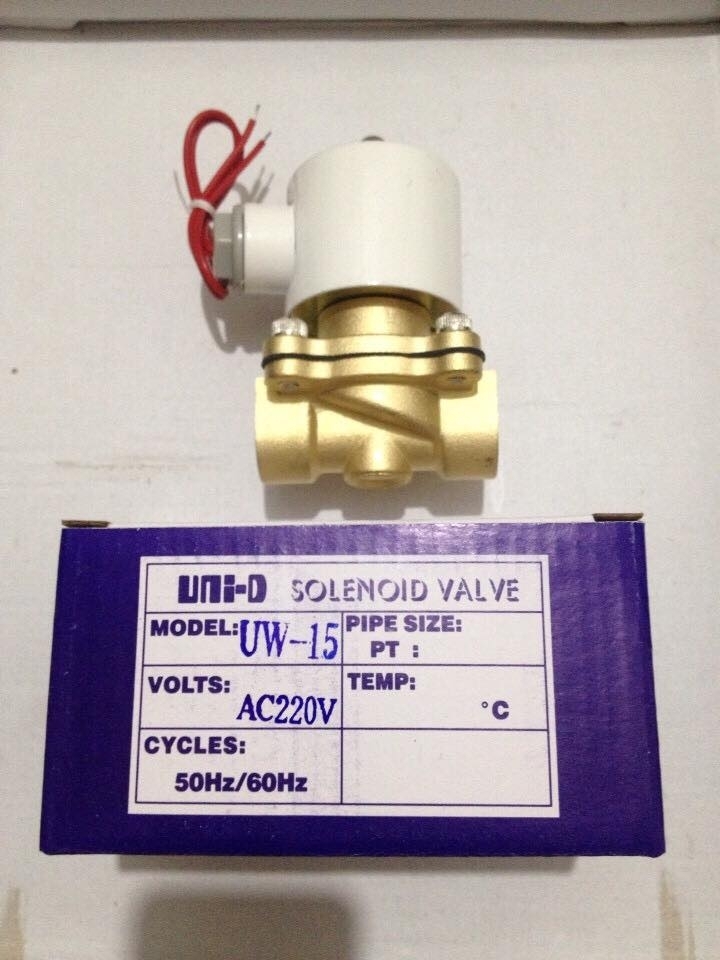 UNI-D SOLENOID VALVE
MODEL: UW-15
PIPE SIZE:
PT :
VOLTS: AC220V
TEMP:
°C
CYCLES:
50Hz/60Hz